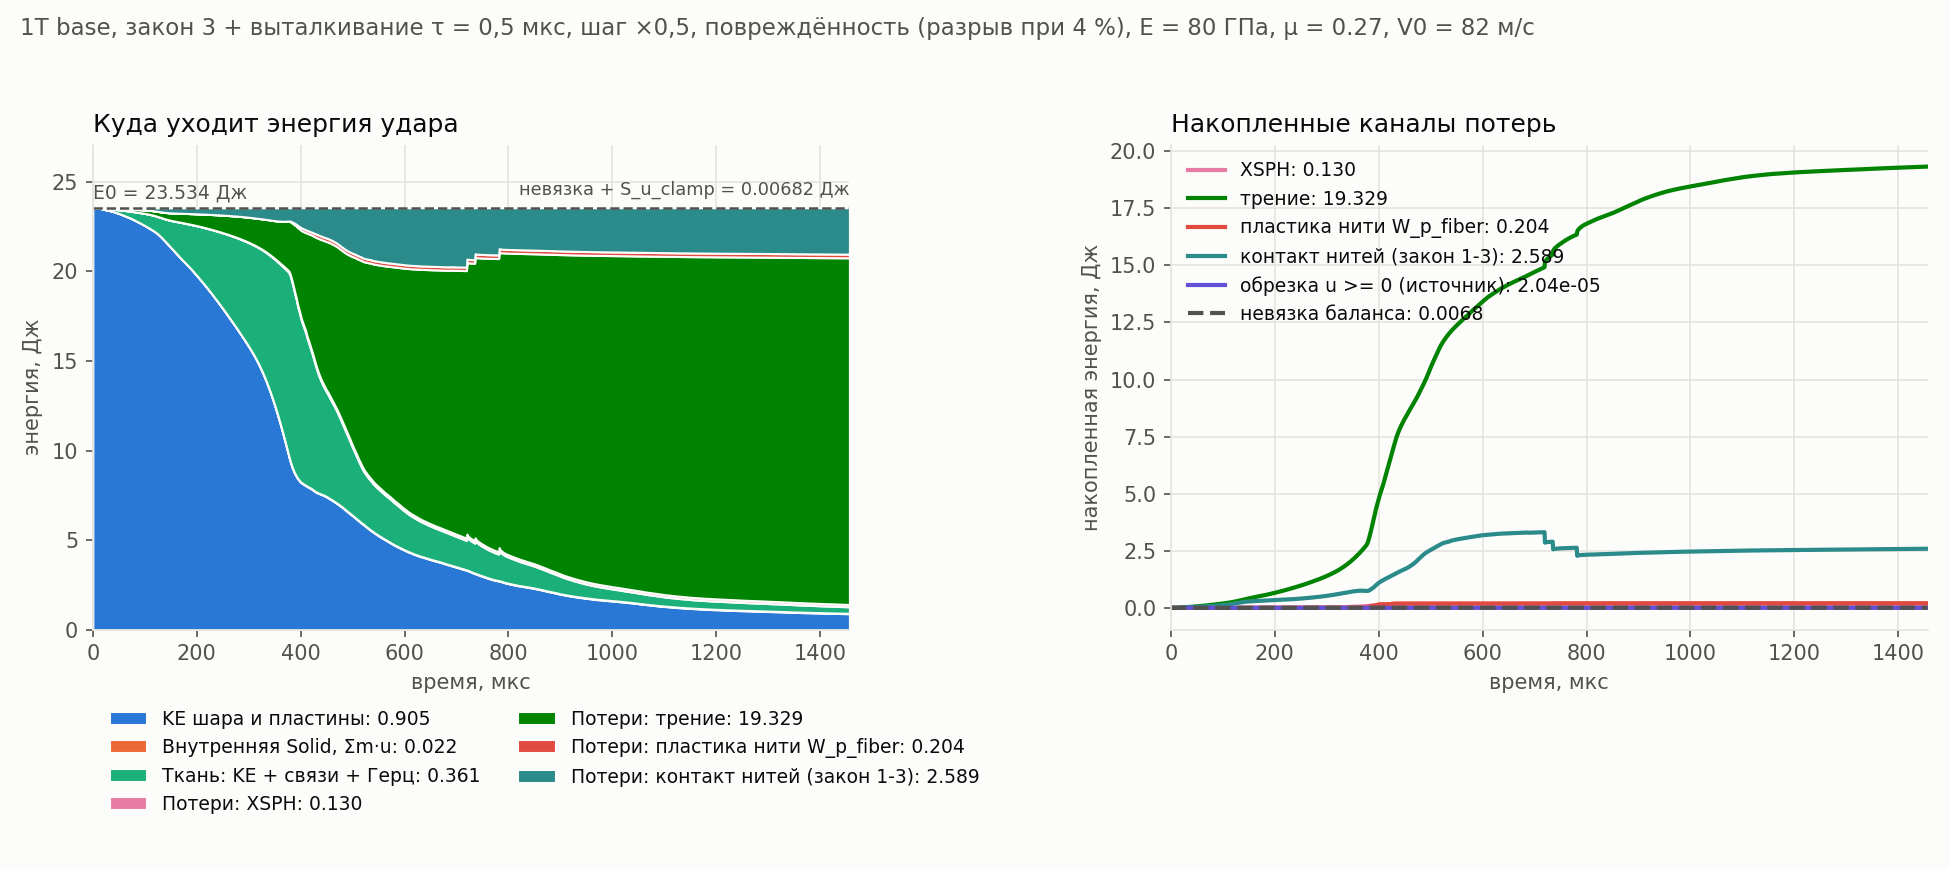 1T base, закон 3 + выталкивание τ = 0,5 мкс, шаг ×0,5, повреждённость (разрыв при 4 %), E = 80 ГПа, μ = 0.27, V0 = 82 м/с
Куда уходит энергия удара
E0 = 23.534 Дж
невязка + S_u_clamp = 0.00682 Дж
энергия, Дж
25
20
15
10
5
0
0 200 400 600 800 1000 1200 1400
время, мкс
KE шара и пластины: 0.905
Внутренняя Solid, Σm·u: 0.022
Ткань: KE + связи + Герц: 0.361
Потери: XSPH: 0.130
Потери: трение: 19.329
Потери: пластика нити W_p_fiber: 0.204
Потери: контакт нитей (закон 1-3): 2.589
Накопленные каналы потерь
накопленная энергия, Дж
20.0
17.5
15.0
12.5
10.0
7.5
5.0
2.5
0.0
XSPH: 0.130
трение: 19.329
пластика нити W_p_fiber: 0.204
контакт нитей (закон 1-3): 2.589
обрезка u >= 0 (источник): 2.04e-05
невязка баланса: 0.0068
0 200 400 600 800 1000 1200 1400
время, мкс